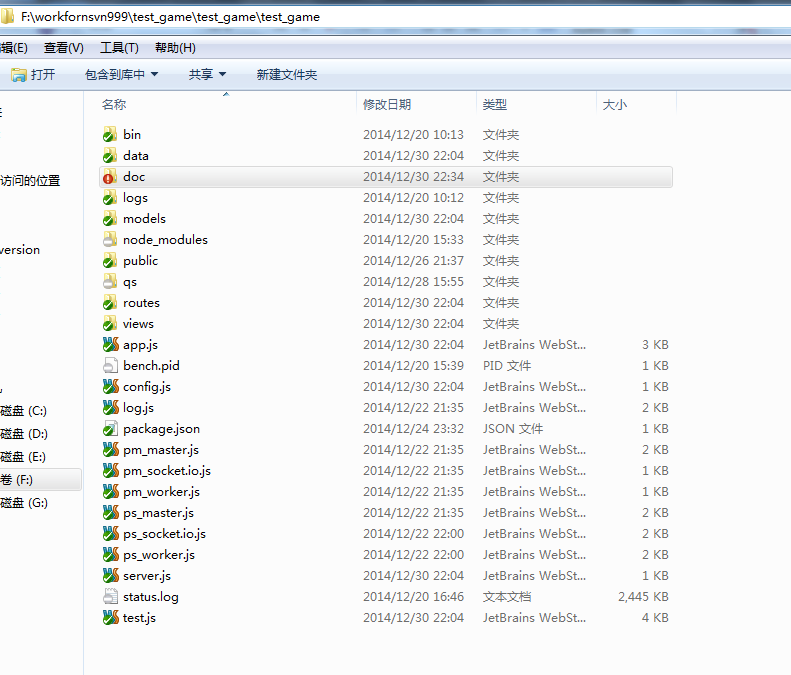 F:\workfornsvn999\test_game\test_game\test_game
辑(E) 查看(V) 工具(T) 帮助(H)
打开 包含到库中 共享 新建文件夹
名称 修改日期 类型 大小
bin 2014/12/20 10:13 文件夹
data 2014/12/30 22:04 文件夹
doc 2014/12/30 22:34 文件夹
访问的位置
logs 2014/12/20 10:12 文件夹
models 2014/12/30 22:04 文件夹
node_modules 2014/12/20 15:33 文件夹
version
public 2014/12/26 21:37 文件夹
qs 2014/12/28 15:55 文件夹
routes 2014/12/30 22:04 文件夹
views 2014/12/30 22:04 文件夹
app.js 2014/12/30 22:04 JetBrains WebSt... 3 KB
bench.pid 2014/12/20 15:39 PID 文件 1 KB
config.js 2014/12/30 22:04 JetBrains WebSt... 1 KB
磁盘 (C:)
log.js 2014/12/22 21:35 JetBrains WebSt... 2 KB
磁盘 (D:)
package.json 2014/12/24 23:32 JSON 文件 1 KB
磁盘 (E:)
pm_master.js 2014/12/22 21:35 JetBrains WebSt... 2 KB
pm_socket.io.js 2014/12/22 21:35 JetBrains WebSt... 1 KB
卷 (F:)
pm_worker.js 2014/12/22 21:35 JetBrains WebSt... 1 KB
磁盘 (G:)
ps_master.js 2014/12/22 21:35 JetBrains WebSt... 2 KB
ps_socket.io.js 2014/12/22 22:00 JetBrains WebSt... 2 KB
ps_worker.js 2014/12/22 22:00 JetBrains WebSt... 2 KB
server.js 2014/12/30 22:04 JetBrains WebSt... 1 KB
status.log 2014/12/20 16:46 文本文档 2,445 KB
test.js 2014/12/30 22:04 JetBrains WebSt... 4 KB